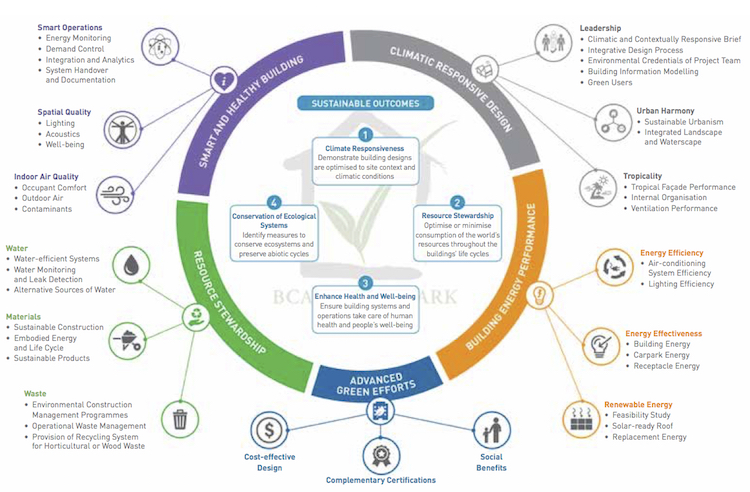 Smart Operations
• Energy Monitoring
• Demand Control
• Integration and Analytics
• System Handover
and Documentation
Spatial Quality
• Lighting
• Acoustics
• Well-being
Indoor Air Quality
• Occupant Comfort
• Outdoor Air
• Contaminants
Water
• Water-efficient Systems
• Water Monitoring
and Leak Detection
• Alternative Sources of Water
Materials
• Sustainable Construction
• Embodied Energy
and Life Cycle
• Sustainable Products
Waste
• Environmental Construction
Management Programmes
• Operational Waste Management
• Provision of Recycling System
for Horticultural or Wood Waste
SMART AND HEALTHY BUILDING
CLIMATIC RESPONSIVE DESIGN
RESOURCE STEWARDSHIP
BUILDING ENERGY PERFORMANCE
ADVANCED
GREEN EFFORTS
SUSTAINABLE OUTCOMES
1
Climate Responsiveness
Demonstrate building designs
are optimised to site context and
climatic conditions
4
Conservation of Ecological
Systems
Identify measures to
conserve ecosystems and
preserve abiotic cycles
2
Resource Stewardship
Optimise or minimise
consumption of the world's
resources throughout the
buildings' life cycles
3
Enhance Health and Well-being
Ensure building systems and
operations take care of human
health and people's well-being
BCA
ARK
Cost-effective
Design
Complementary Certifications
Social
Benefits
Leadership
• Climatic and Contextually Responsive Brief
• Integrative Design Process
• Environmental Credentials of Project Team
• Building Information Modelling
• Green Users
Urban Harmony
• Sustainable Urbanism
• Integrated Landscape
and Waterscape
Tropicality
• Tropical Façade Performance
• Internal Organisation
• Ventilation Performance
Energy Efficiency
• Air-conditioning
System Efficiency
• Lighting Efficiency
Energy Effectiveness
• Building Energy
• Carpark Energy
• Receptacle Energy
Renewable Energy
• Feasibility Study
• Solar-ready Roof
• Replacement Energy